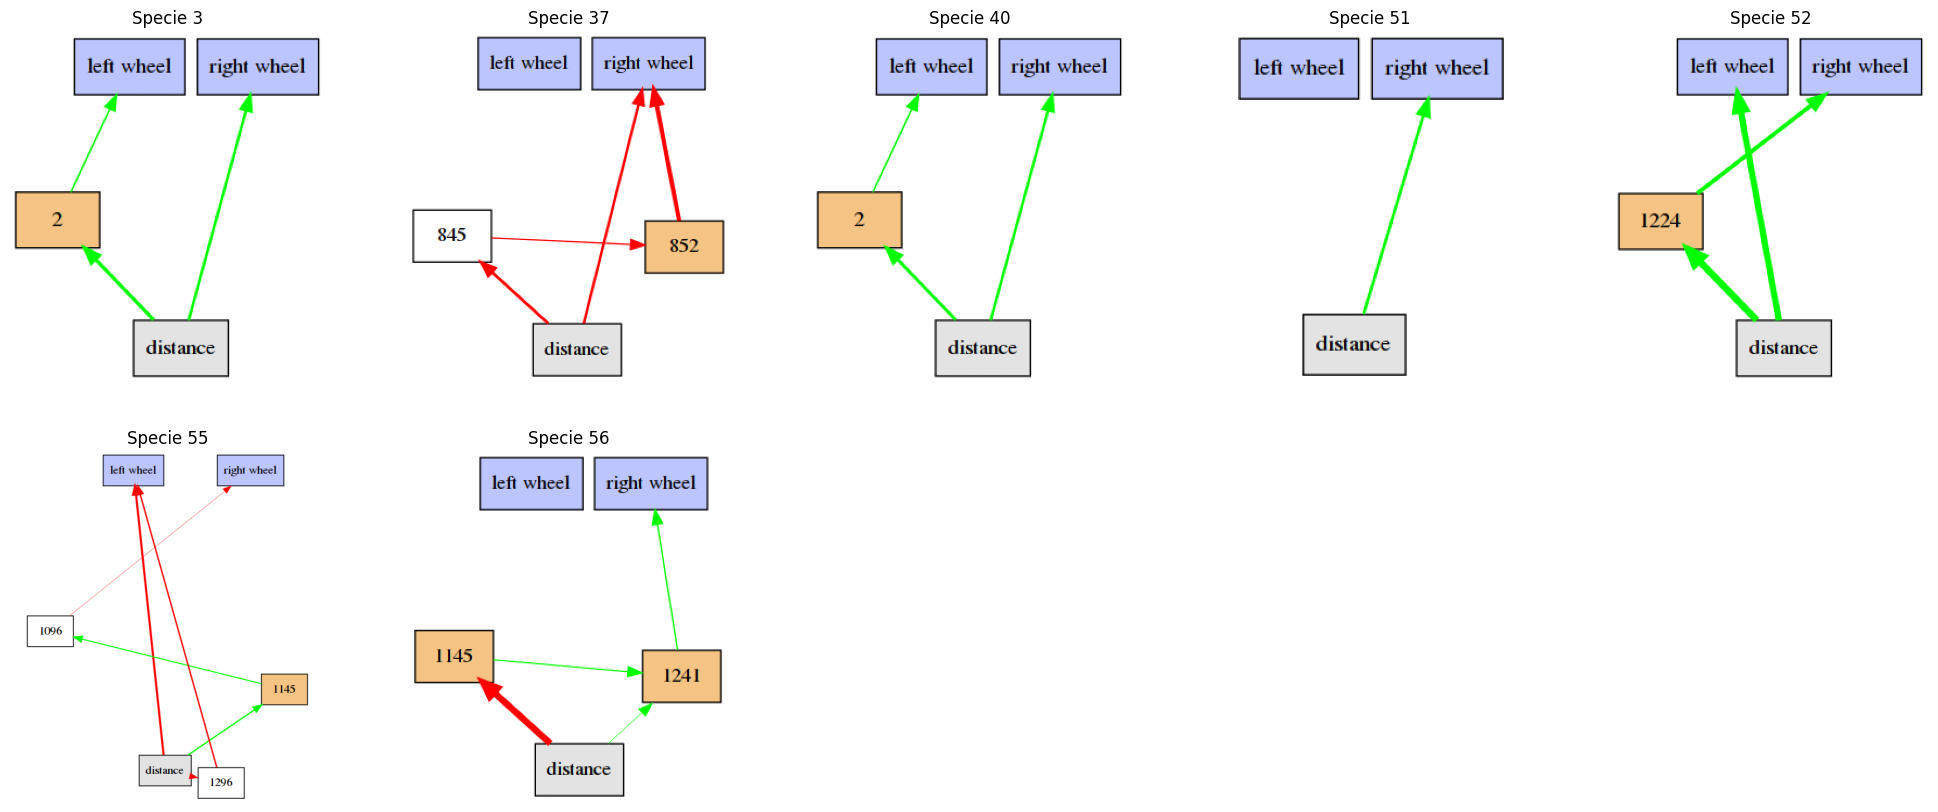 Specie 3
left wheel
right wheel
2
distance
Specie 37
left wheel
right wheel
845
852
distance
Specie 40
left wheel
right wheel
2
distance
Specie 51
left wheel
right wheel
distance
Specie 52
left wheel
right wheel
1224
distance
Specie 55
left wheel
right wheel
1096
1145
distance
1296
Specie 56
left wheel
right wheel
1145
1241
distance